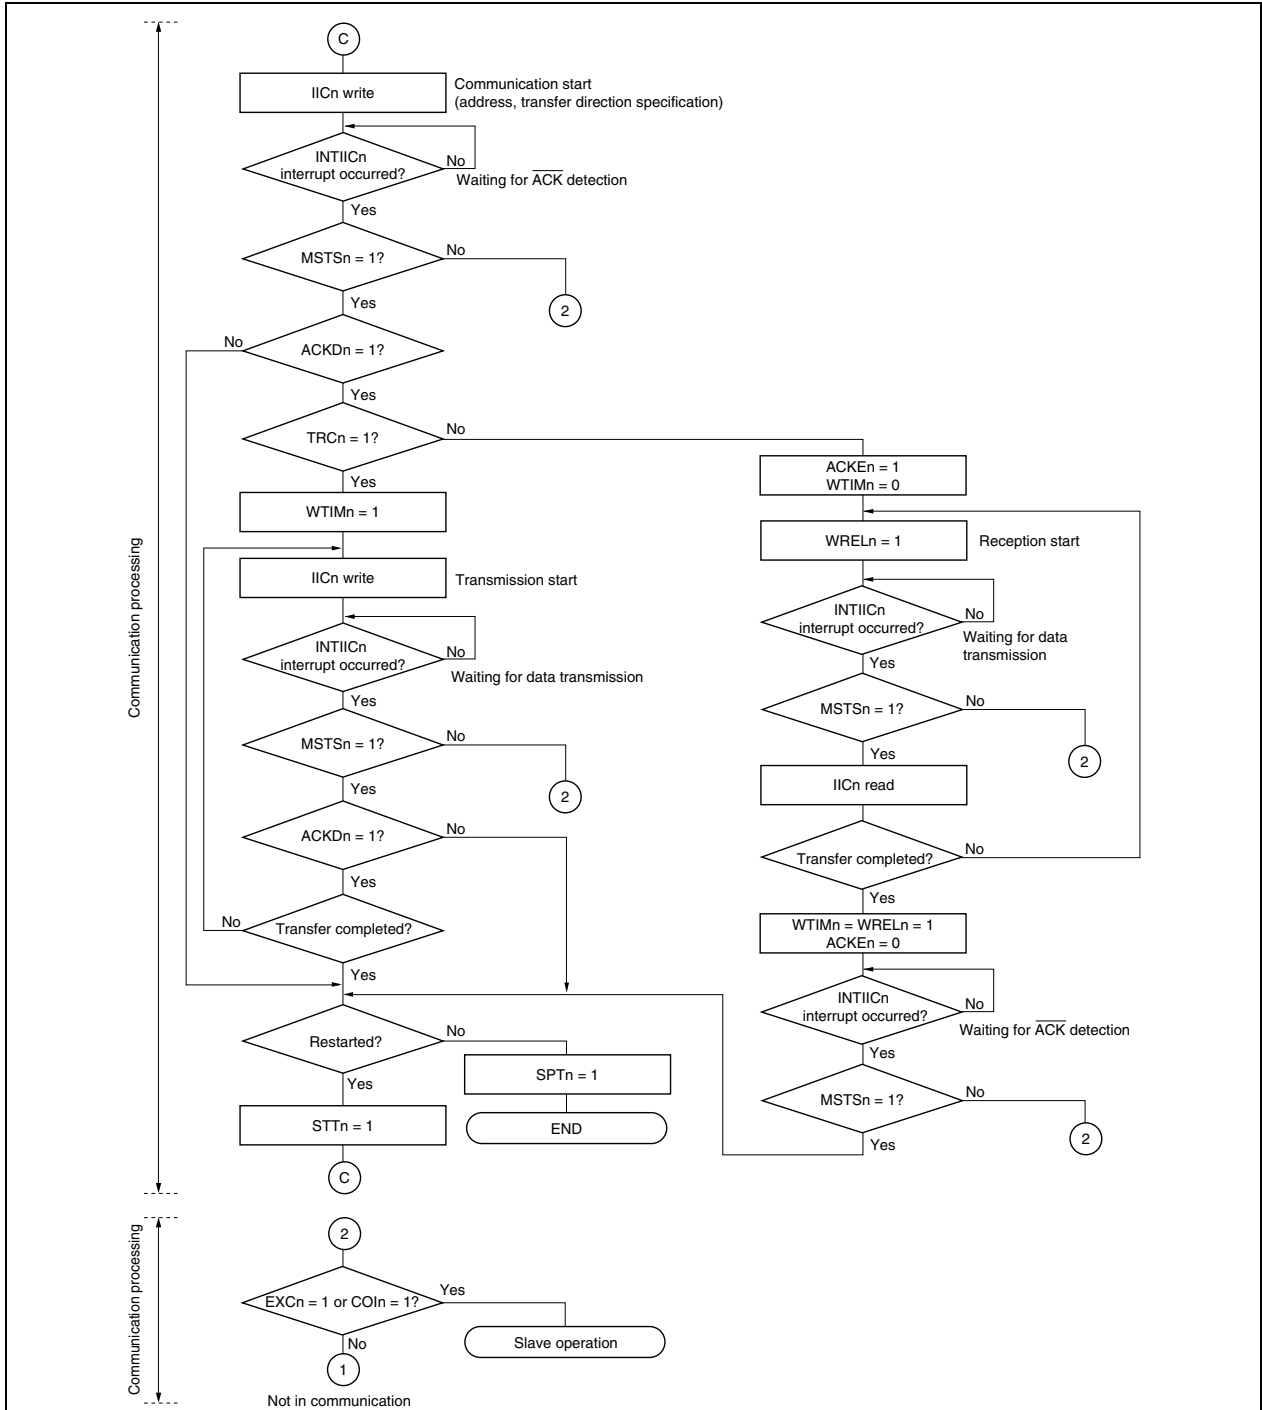 C
IICn write
Communication start
(address, transfer direction specification)
INTIICn
interrupt occurred?
No
Waiting for ACK detection
Yes
MSTSn = 1?
No
2
Yes
ACKDn = 1?
No
Yes
TRCn = 1?
No
Yes
WTIMn = 1
IICn write
Transmission start
INTIICn
interrupt occurred?
No
Waiting for data transmission
Yes
MSTSn = 1?
No
2
Yes
ACKDn = 1?
No
Yes
Transfer completed?
No
Yes
Restarted?
No
SPTn = 1
END
Yes
STTn = 1
C
ACKEn = 1
WTIMn = 0
WRELn = 1
Reception start
INTIICn
interrupt occurred?
No
Waiting for data
transmission
Yes
MSTSn = 1?
No
2
Yes
IICn read
Transfer completed?
No
Yes
WTIMn = WRELn = 1
ACKEn = 0
INTIICn
interrupt occurred?
No
Waiting for ACK detection
Yes
MSTSn = 1?
No
2
Yes
Communication processing
2
EXCn = 1 or COIn = 1?
Yes
Slave operation
No
1
Not in communication
Communication processing